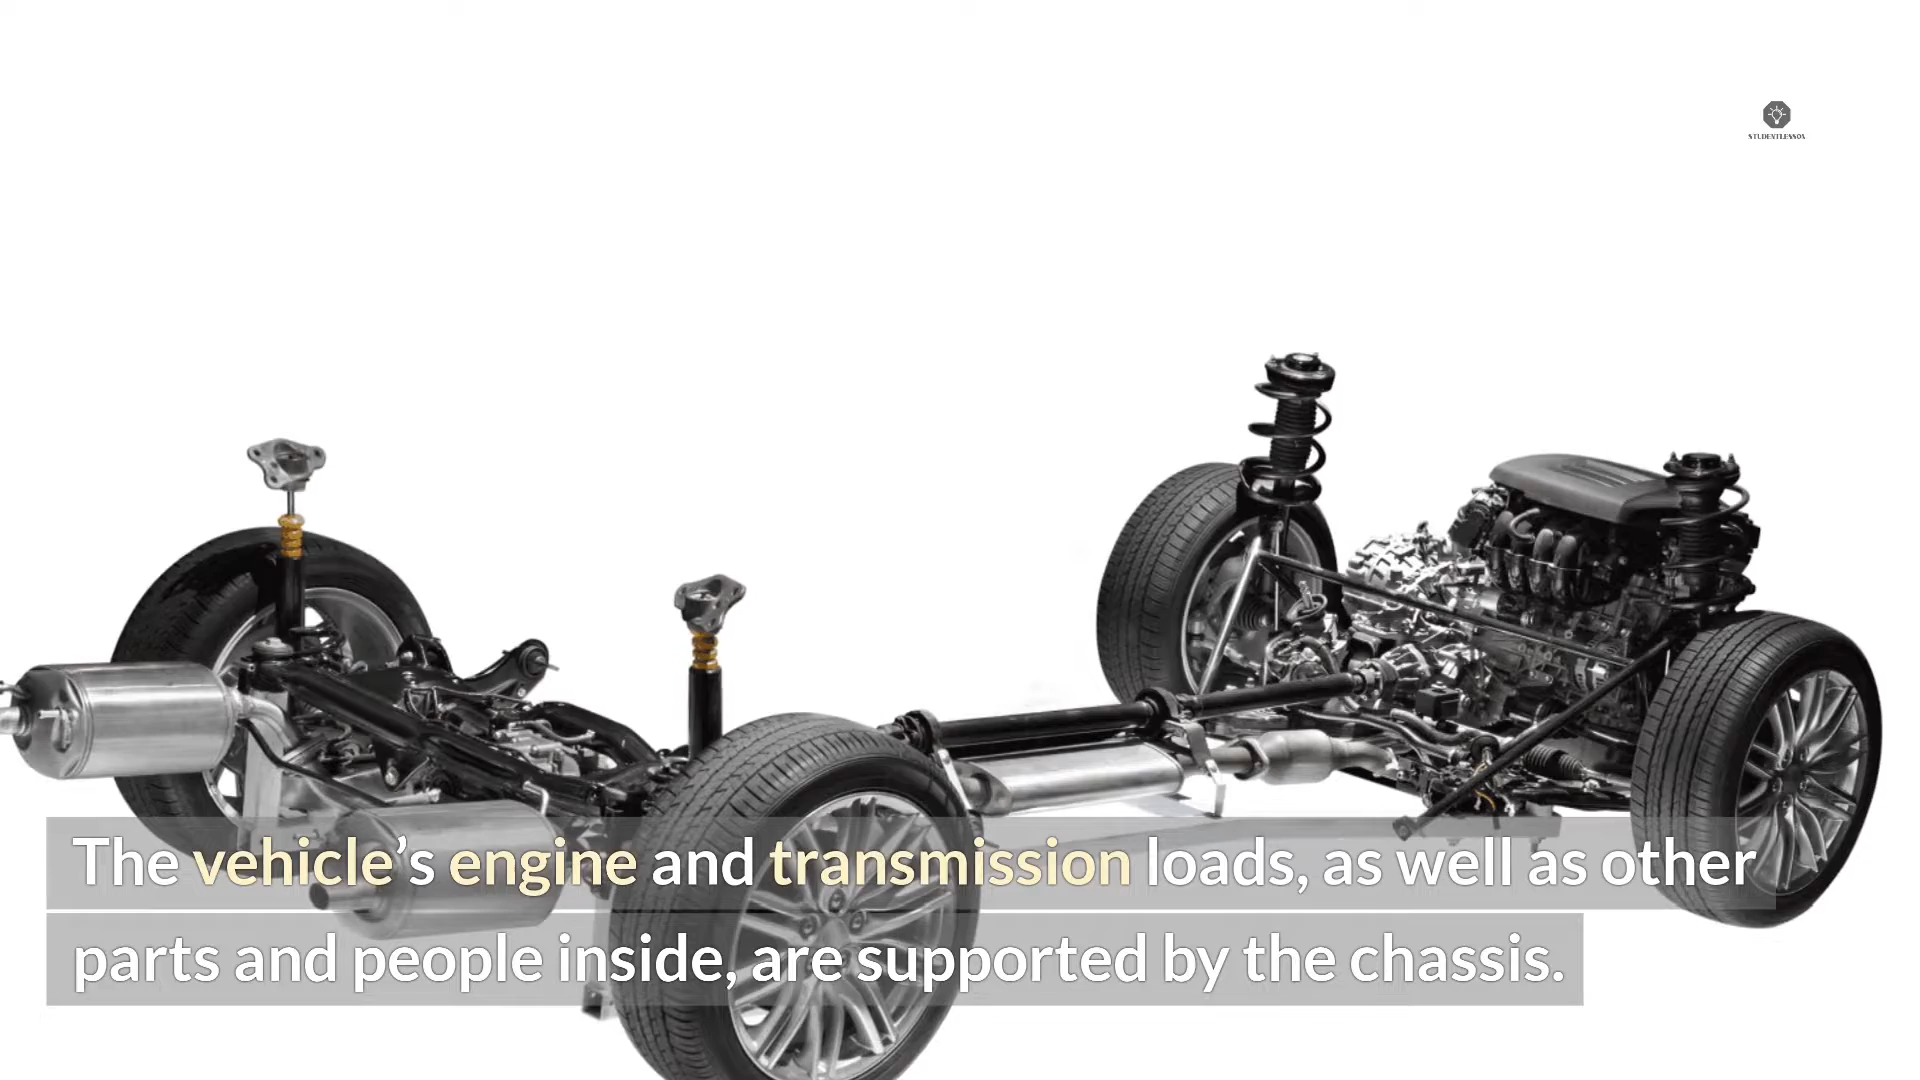 STUDENTLESSON
The vehicle’s engine and transmission loads, as well as other
parts and people inside, are supported by the chassis.